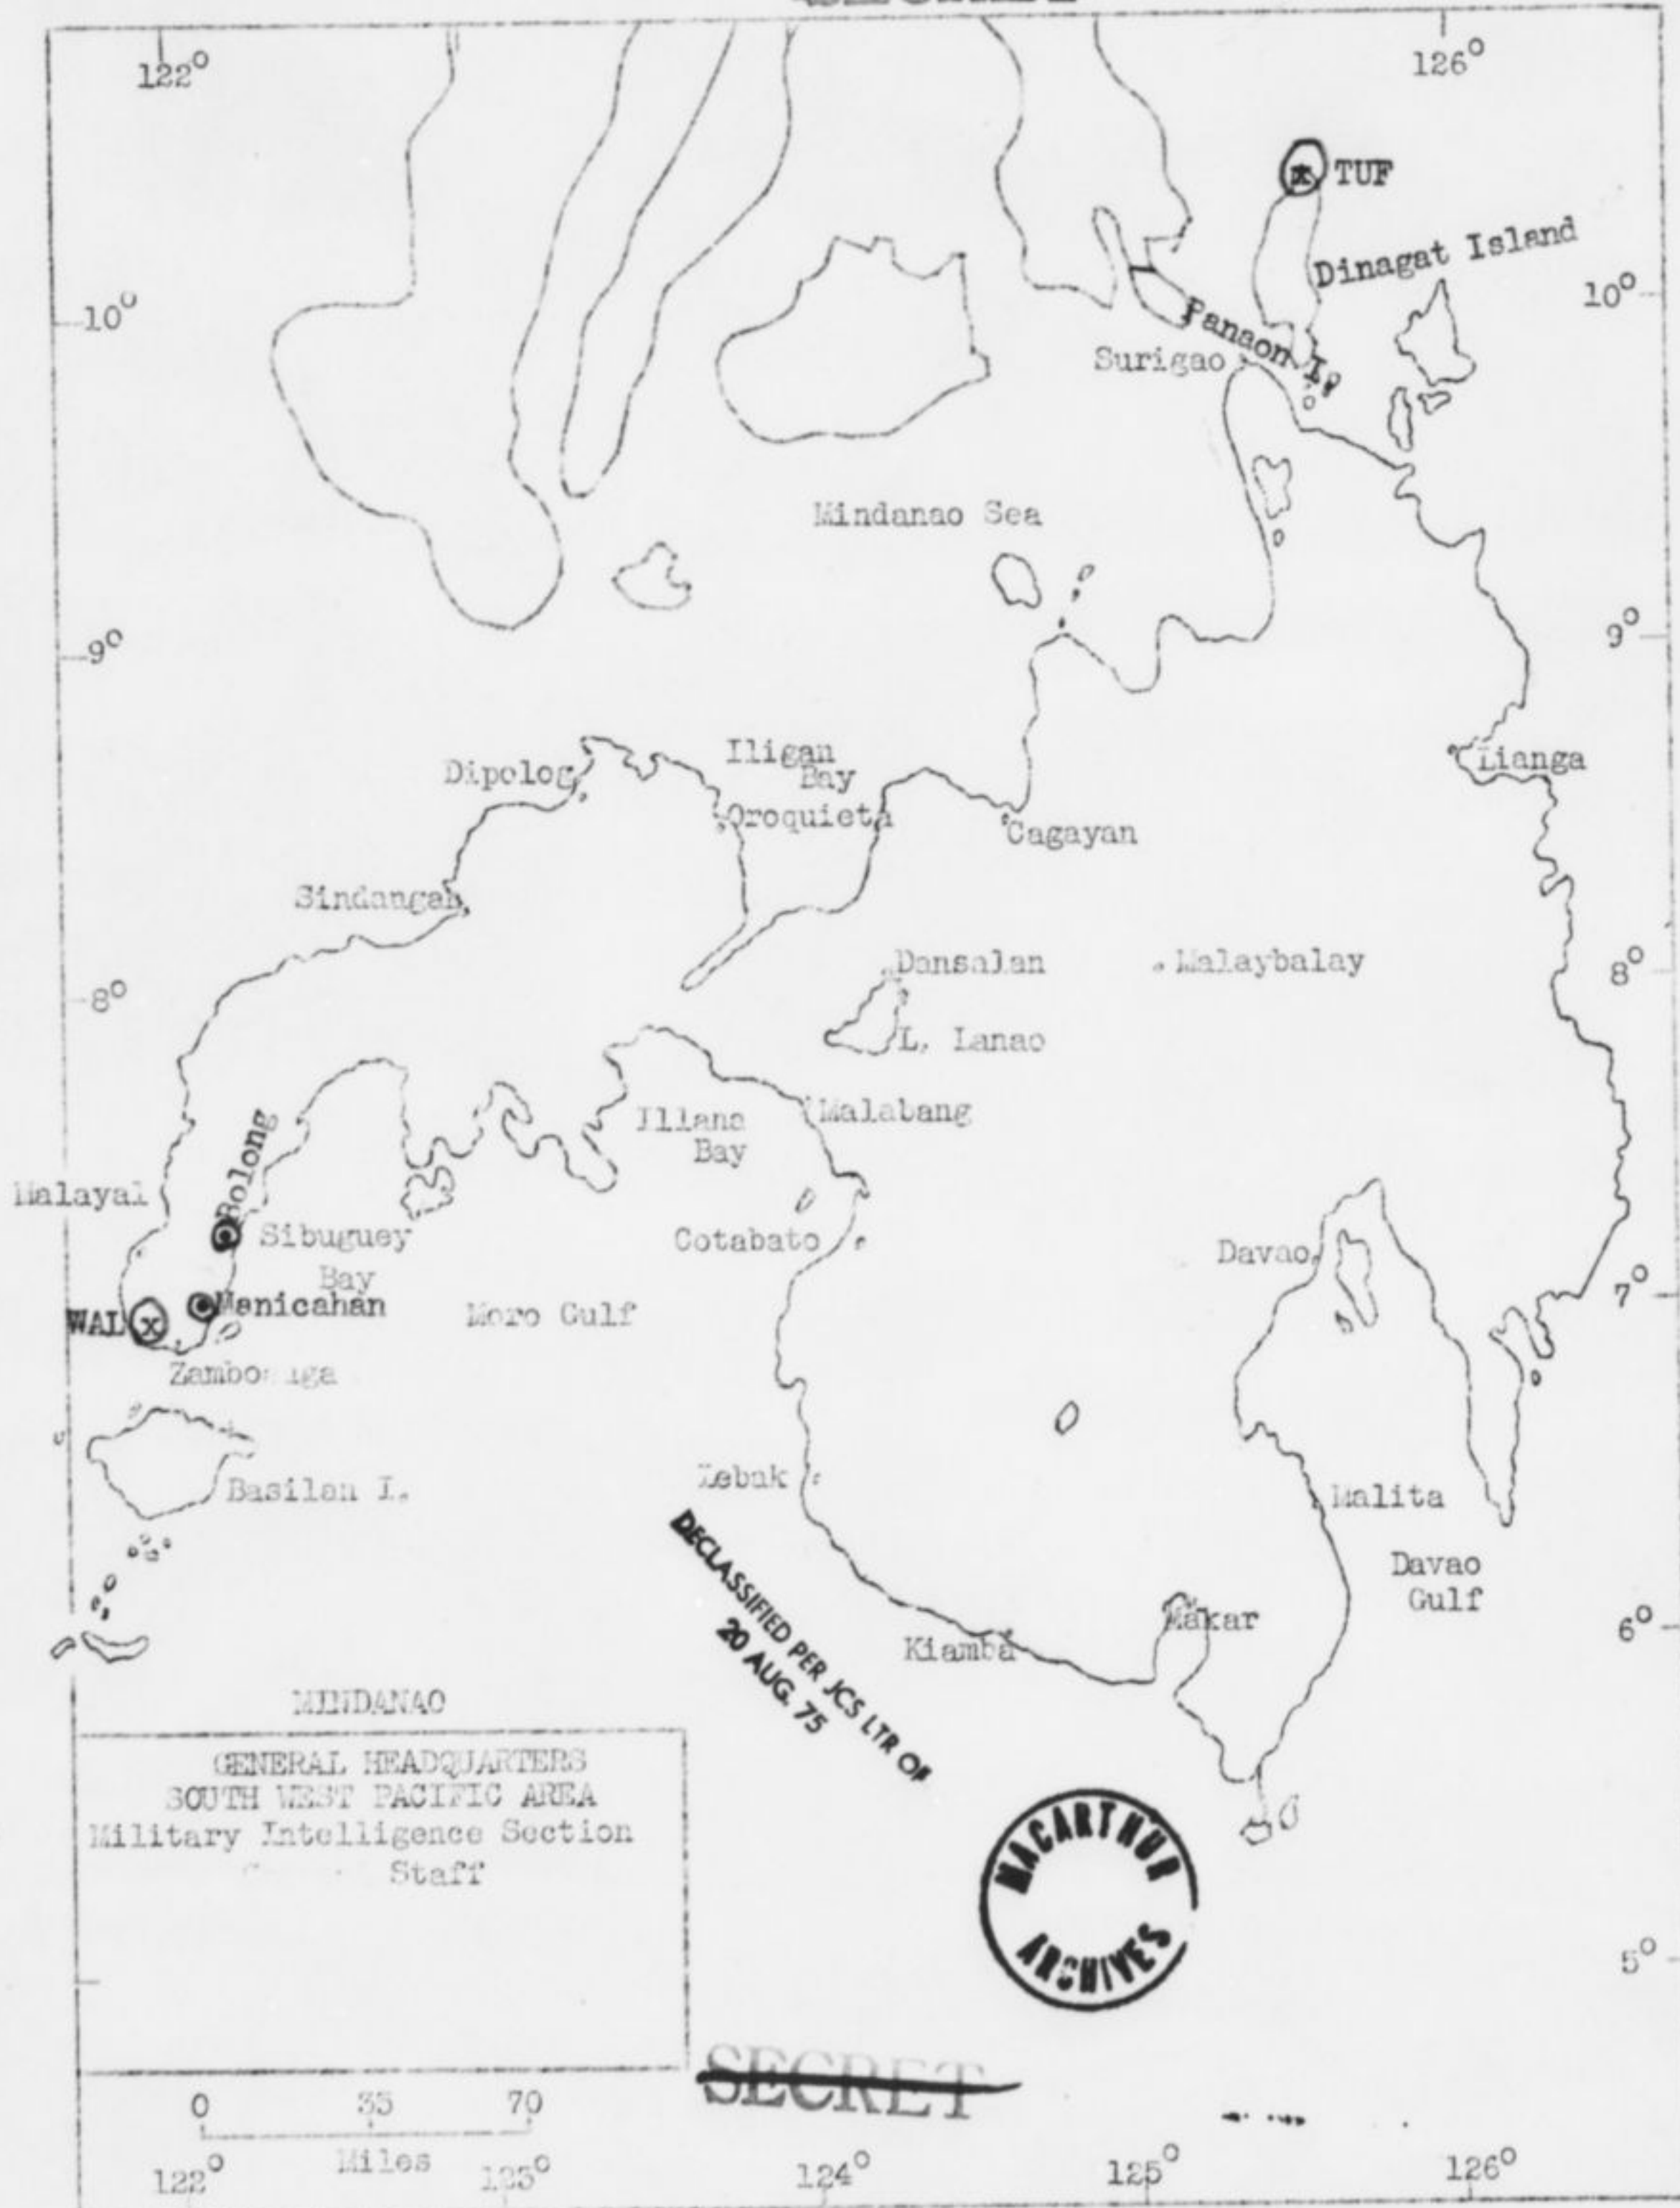 122°
126°
TUF
Dinagat Island
10°
10°
Panaon I.
Surigao
Mindanao Sea
9°
9°
Iligan
Bay
Dipolog
Lianga
Oroquieta
Cagayan
Sindangan
Dansalan
Malaybalay
8°
8°
L. Lanao
Malabang
Illana
Bay
Bolong
Malayal
Sibuguey
Bay
Cotabato
Davao
7°
Manicahan
Moro Gulf
WAL
Zambo nga
Basilan I.
Lebak
Malita
Davao
Gulf
DECLASSIFIED PER JCS LTR OF
20 AUG. 75
Makar
6°
Kiamba
MINDANAO
GENERAL HEADQUARTERS
SOUTH WEST PACIFIC AREA
Military Intelligence Section
Staff
MACARTHUR
ARCHIVES
5°
SECRET
0 35 70
Miles
122° 123° 124° 125° 126°